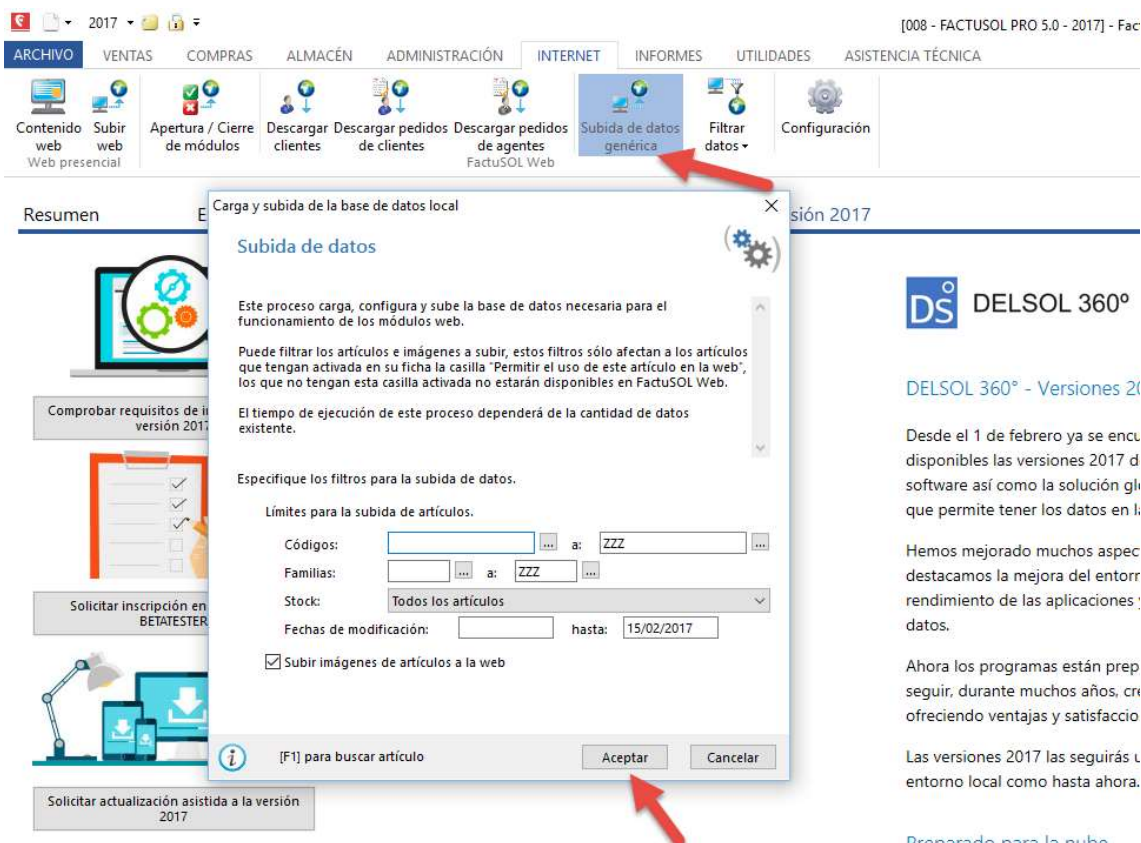 2017
[008 - FACTUSOL PRO 5.0 - 2017] - Fac
ARCHIVO VENTAS COMPRAS ALMACÉN ADMINISTRACIÓN INTERNET INFORMES UTILIDADES ASISTENCIA TÉCNICA
Contenido web
Subir web
Apertura / Cierre de módulos
Descargar clientes
Descargar pedidos de clientes
Descargar pedidos de agentes
Subida de datos genérica
Filtrar datos
Configuración
Web presencial
FactuSOL Web
Resumen E sión 2017
Carga y subida de la base de datos local
Subida de datos
Este proceso carga, configura y sube la base de datos necesaria para el
funcionamiento de los módulos web.
Puede filtrar los artículos e imágenes a subir, estos filtros sólo afectan a los artículos
que tengan activada en su ficha la casilla "Permitir el uso de este artículo en la web",
los que no tengan esta casilla activada no estarán disponibles en FactuSOL Web.
El tiempo de ejecución de este proceso dependerá de la cantidad de datos
existente.
Especifique los filtros para la subida de datos.
Límites para la subida de artículos.
Códigos: ... a: ZZZ ...
Familias: ... a: ZZZ ...
Stock: Todos los artículos
Fechas de modificación: hasta: 15/02/2017
Subir imágenes de artículos a la web
[F1] para buscar artículo
Aceptar Cancelar
Comprobar requisitos de i
versión 2017
Solicitar inscripción en
BETATESTER
Solicitar actualización asistida a la versión
2017
DS DELSOL 360º
DELSOL 360° - Versiones 20
Desde el 1 de febrero ya se encu
disponibles las versiones 2017 d
software así como la solución gl
que permite tener los datos en l
Hemos mejorado muchos aspec
destacamos la mejora del entorn
rendimiento de las aplicaciones y
datos.
Ahora los programas están prep
seguir, durante muchos años, cre
ofreciendo ventajas y satisfaccio
Las versiones 2017 las seguirás u
entorno local como hasta ahora.
Preparado para la nube